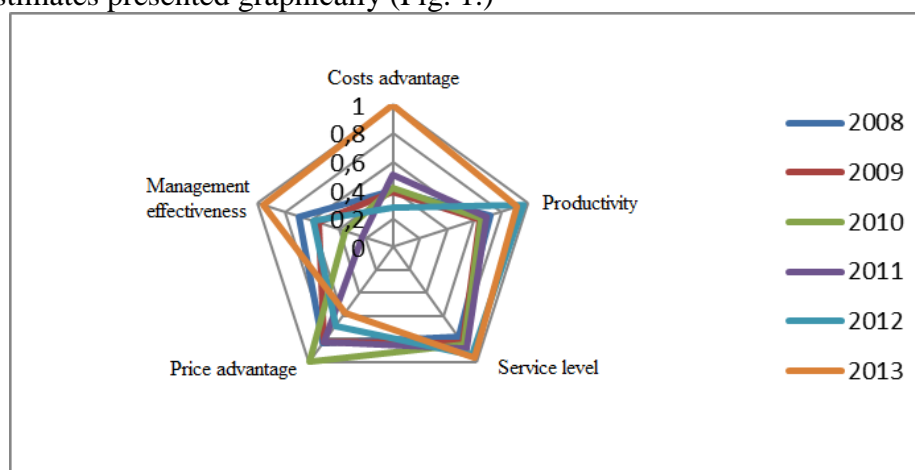 stimates presented graphically (Fig. 1.)
Costs advantage
1
0,8
0,6
0,4
0,2
0
Management
effectiveness
Productivity
Price advantage
Service level
2008
2009
2010
2011
2012
2013